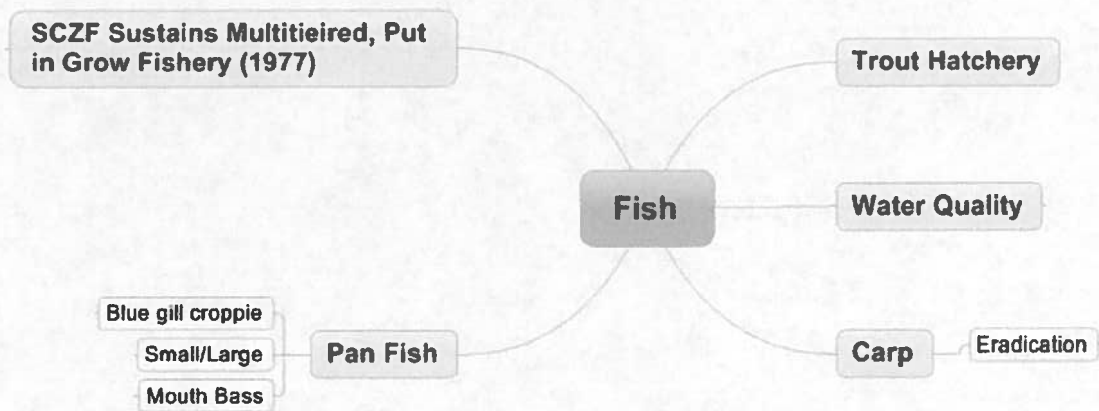 SCZF Sustains Multitieired, Put
in Grow Fishery (1977)
Trout Hatchery
Fish
Water Quality
Blue gill croppie
Small/Large
Mouth Bass
Pan Fish
Carp
Eradication